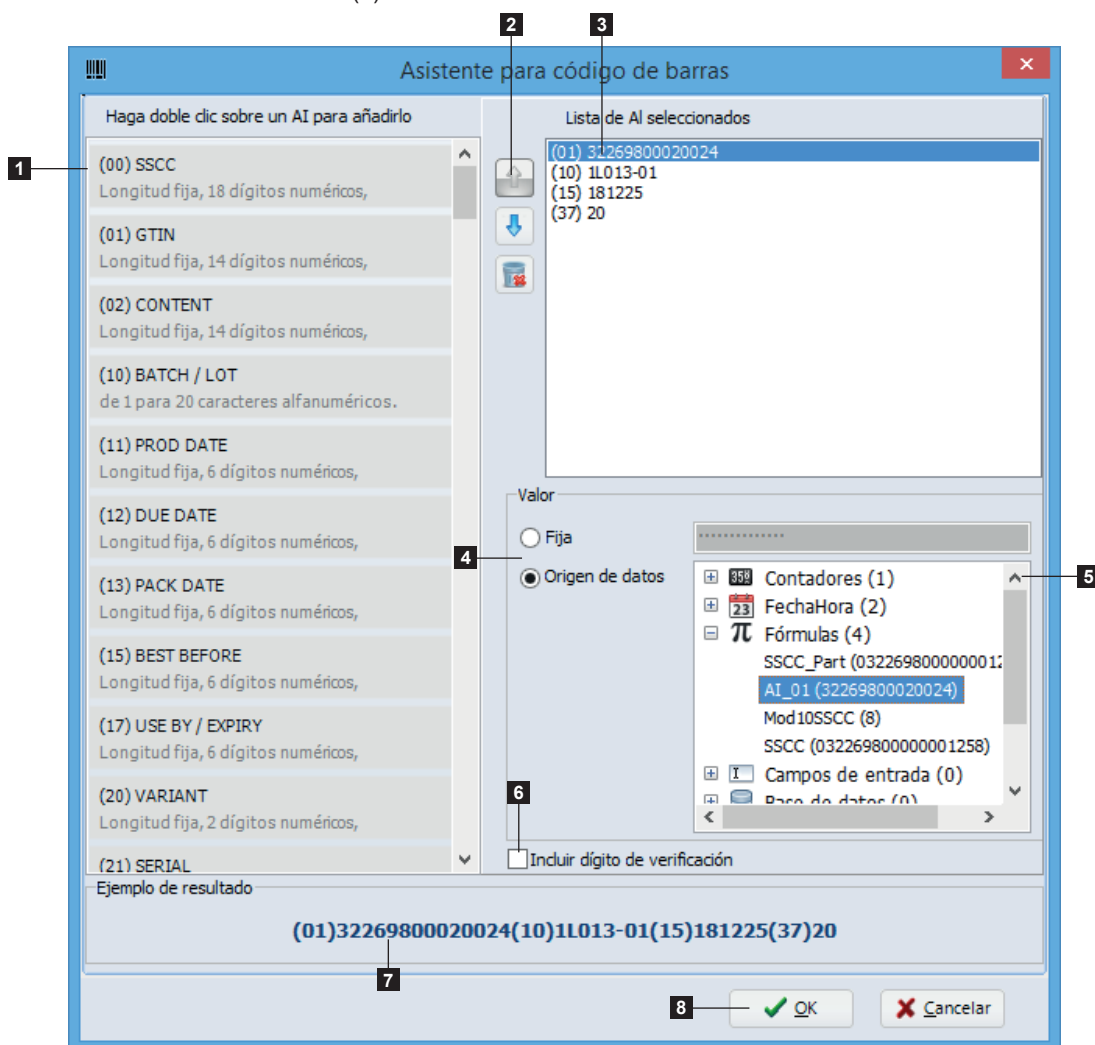 2
3
Asistente para código de barras
Haga doble clic sobre un AI para añadirlo
Lista de AI seleccionados
1
(00) SSCC
Longitud fija, 18 dígitos numéricos,
(01) GTIN
Longitud fija, 14 dígitos numéricos,
(02) CONTENT
Longitud fija, 14 dígitos numéricos,
(10) BATCH / LOT
de 1 para 20 caracteres alfanuméricos.
(11) PROD DATE
Longitud fija, 6 dígitos numéricos,
(12) DUE DATE
Longitud fija, 6 dígitos numéricos,
(13) PACK DATE
Longitud fija, 6 dígitos numéricos,
(15) BEST BEFORE
Longitud fija, 6 dígitos numéricos,
(17) USE BY / EXPIRY
Longitud fija, 6 dígitos numéricos,
(20) VARIANT
Longitud fija, 2 dígitos numéricos,
(21) SERIAL
(01) 32269800020024
(10) 1L013-01
(15) 181225
(37) 20
Valor
4
Fija
Origen de datos
5
358
Contadores (1)
23
FechaHora (2)
π Fórmulas (4)
SSCC_Part (03226980000000012
AI_01 (32269800020024)
Mod10SSCC (8)
SSCC (032269800000001258)
Campos de entrada (0)
Base de datos (0)
6
Incluir dígito de verificación
Ejemplo de resultado
(01)32269800020024(10)1L013-01(15)181225(37)20
7
8
OK
Cancelar